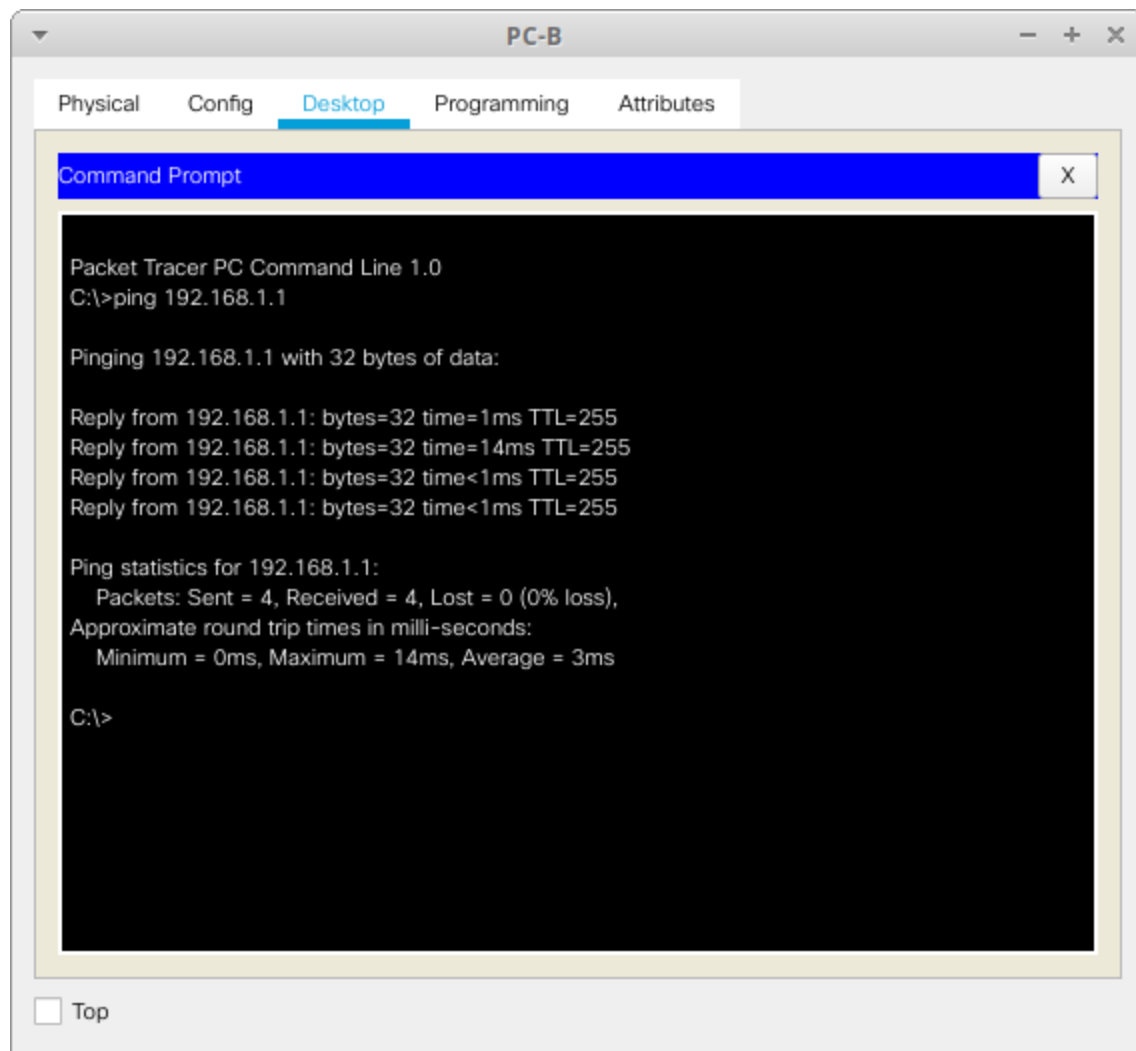 PC-B
Physical Config Desktop Programming Attributes
Command Prompt X
Packet Tracer PC Command Line 1.0
C:\>ping 192.168.1.1
Pinging 192.168.1.1 with 32 bytes of data:
Reply from 192.168.1.1: bytes=32 time=1ms TTL=255
Reply from 192.168.1.1: bytes=32 time=14ms TTL=255
Reply from 192.168.1.1: bytes=32 time<1ms TTL=255
Reply from 192.168.1.1: bytes=32 time<1ms TTL=255
Ping statistics for 192.168.1.1:
Packets: Sent = 4, Received = 4, Lost = 0 (0% loss),
Approximate round trip times in milli-seconds:
Minimum = 0ms, Maximum = 14ms, Average = 3ms
C:\>
Top